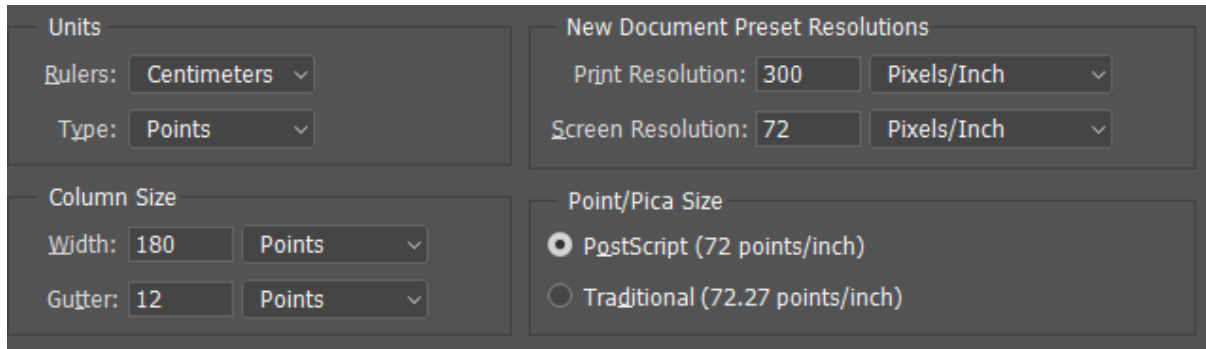 Units
Rulers: Centimeters
Type: Points
New Document Preset Resolutions
Print Resolution: 300 Pixels/Inch
Screen Resolution: 72 Pixels/Inch
Column Size
Width: 180 Points
Gutter: 12 Points
Point/Pica Size
PostScript (72 points/inch)
Traditional (72.27 points/inch)